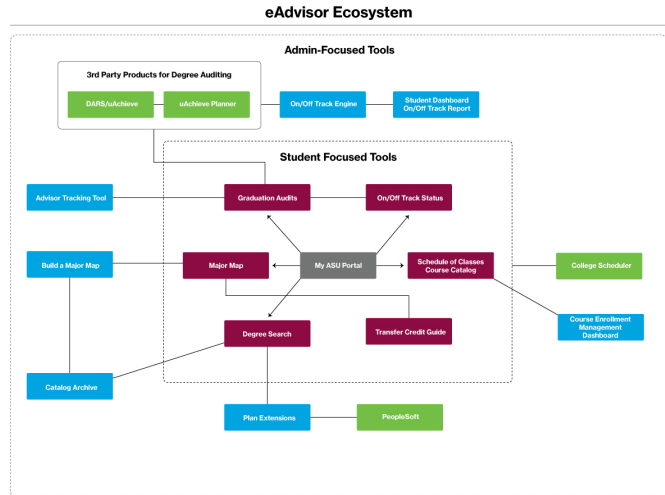 eAdvisor Ecosystem
Admin-Focused Tools
3rd Party Products for Degree Auditing
DARS/uAchieve
uAchieve Planner
On/Off Track Engine
Student Dashboard
On/Off Track Report
Student Focused Tools
Advisor Tracking Tool
Graduation Audits
On/Off Track Status
Build a Major Map
Major Map
My ASU Portal
Schedule of Classes
Course Catalog
College Scheduler
Degree Search
Transfer Credit Guide
Course Enrollment
Management
Dashboard
Catalog Archive
Plan Extensions
PeopleSoft